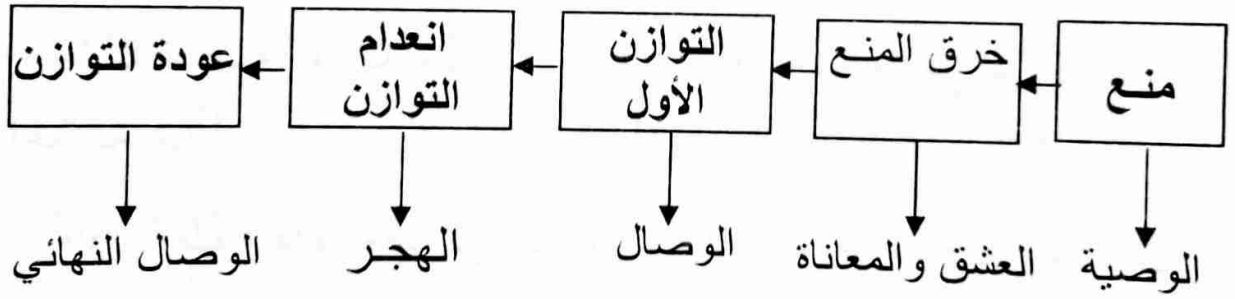 منع
خرق المنع
التوازن
الأول
انعدام
التوازن
عودة التوازن
الوصية
العشق والمعاناة
الوصال
الهجر
الوصال النهائي